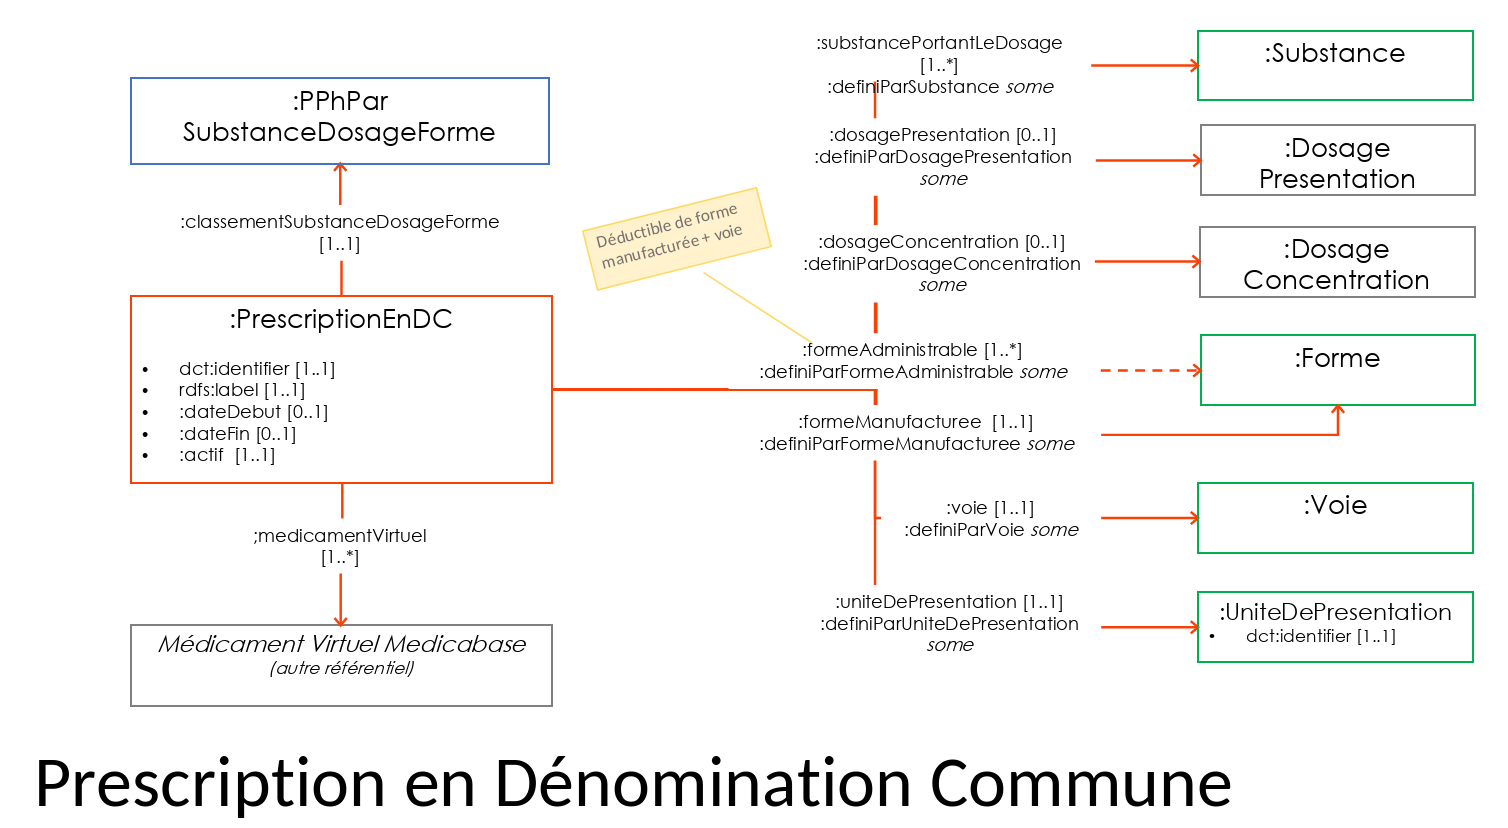 :PPhPar
SubstanceDosageForme
:classementSubstanceDosageForme
[1..1]
:PrescriptionEnDC
• dct:identifier [1..1]
• rdfs:label [1..1]
• :dateDebut [0..1]
• :dateFin [0..1]
• :actif [1..1]
;medicamentVirtuel
[1..*]
Médicament Virtuel Medicabase
(autre référentiel)
Déductible de forme
manufacturée + voie
:substancePortantLeDosage
[1..*]
:definiParSubstance some
:Substance
:dosagePresentation [0..1]
:definiParDosagePresentation
some
:Dosage
Presentation
:dosageConcentration [0..1]
:definiParDosageConcentration
some
:Dosage
Concentration
:formeAdministrable [1..*]
:definiParFormeAdministrable some
:Forme
:formeManufacturee [1..1]
:definiParFormeManufacturee some
:voie [1..1]
:definiParVoie some
:Voie
:uniteDePresentation [1..1]
:definiParUniteDePresentation
some
:UniteDePresentation
• dct:identifier [1..1]
Prescription en Dénomination Commune